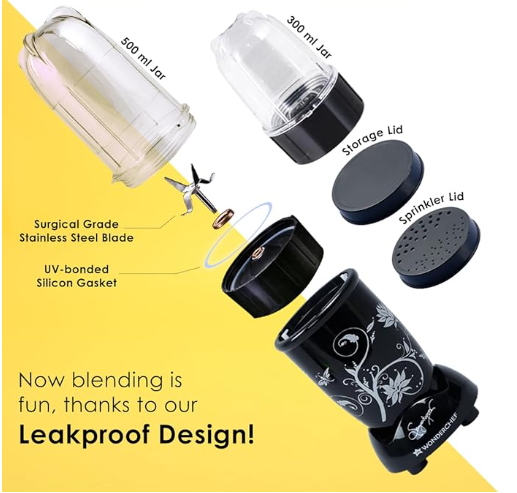 500 ml Jar
300 ml Jar
Storage Lid
Sprinkler Lid
Surgical Grade
Stainless Steel Blade
UV-bonded
Silicon Gasket
WONDERCHEF
Now blending is
fun, thanks to our
Leakproof Design!